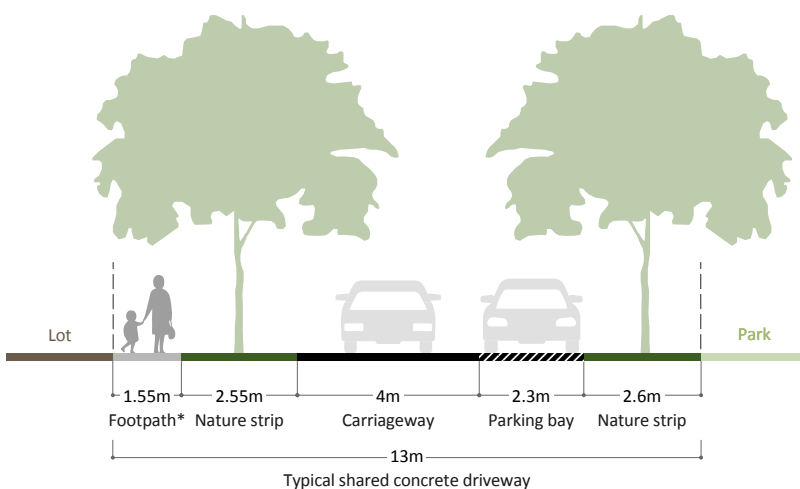 Lot
Park
1.55m 2.55m 4m 2.3m 2.6m
Footpath* Nature strip Carriageway Parking bay Nature strip
13m
Typical shared concrete driveway